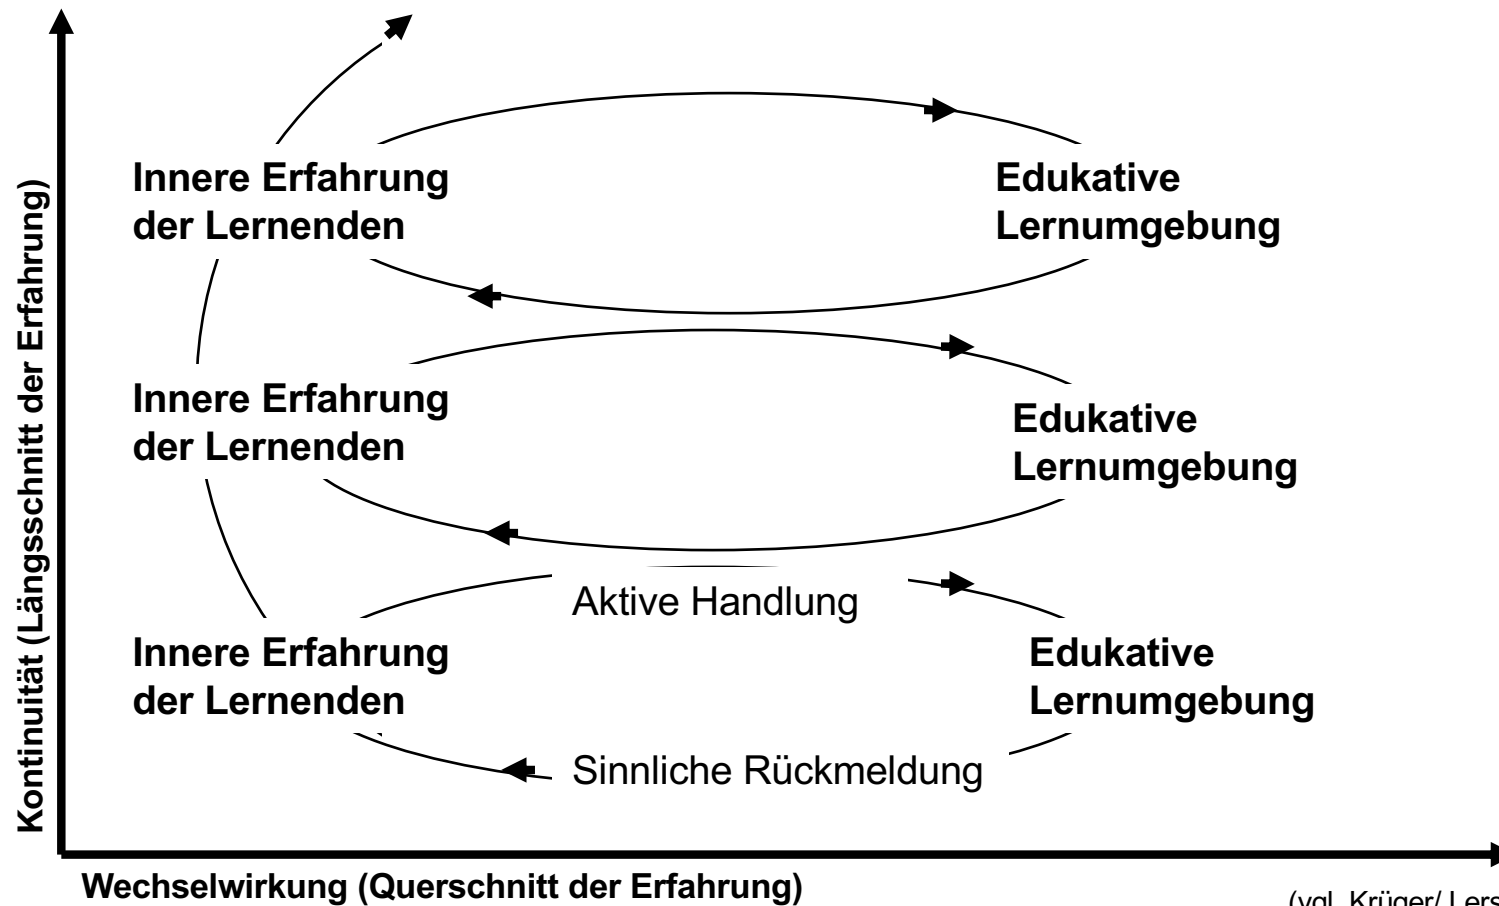 Kontinuität (Längsschnitt der Erfahrung)
Innere Erfahrung
der Lernenden
Edukative
Lernumgebung
Innere Erfahrung
der Lernenden
Edukative
Lernumgebung
Aktive Handlung
Innere Erfahrung
der Lernenden
Edukative
Lernumgebung
Sinnliche Rückmeldung
Wechselwirkung (Querschnitt der Erfahrung)
(vgl. Krüger/ Lers